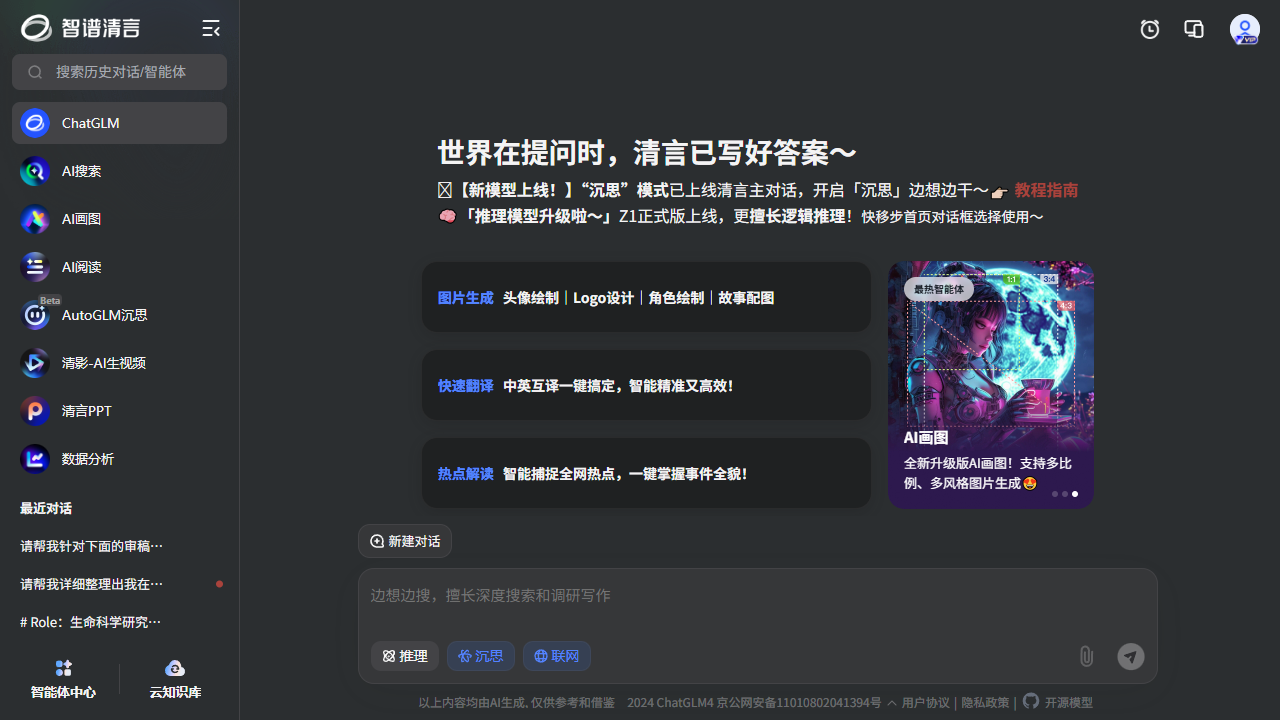 智谱清言
搜索历史对话/智能体
ChatGLM
AI搜索
AI画图
AI阅读
Beta
AutoGLM沉思
清影-AI生视频
清言PPT
数据分析
最近对话
请帮我针对下面的审稿…
请帮我详细整理出我在…
# Role：生命科学研究…
智能体中心
云知识库
VIP
世界在提问时，清言已写好答案～
【新模型上线！】“沉思”模式已上线清言主对话，开启「沉思」边想边干～👉🏻 教程指南
🧠「推理模型升级啦～」Z1正式版上线，更擅长逻辑推理！快移步首页对话框选择使用～
图片生成 头像绘制｜Logo设计｜角色绘制｜故事配图
快速翻译 中英互译一键搞定，智能精准又高效！
热点解读 智能捕捉全网热点，一键掌握事件全貌！
最热智能体
1:1
3:4
4:3
AI画图
全新升级版AI画图！支持多比
例、多风格图片生成🤩
新建对话
边想边搜，擅长深度搜索和调研写作
推理
沉思
联网
以上内容均由AI生成, 仅供参考和借鉴 2024 ChatGLM4 京公网安备11010802041394号 用户协议 | 隐私政策 | 开源模型